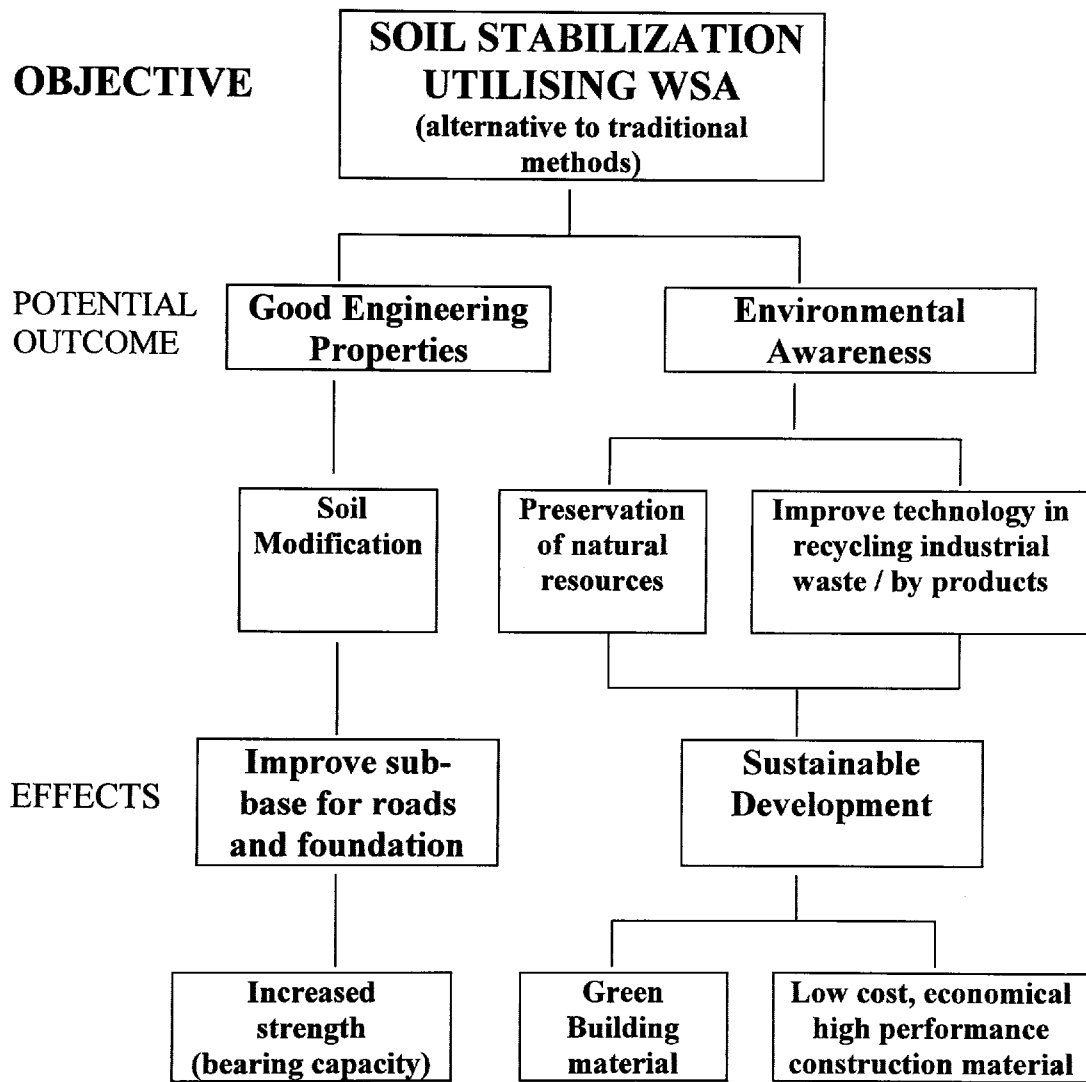 OBJECTIVE
SOIL STABILIZATION
UTILISING WSA
(alternative to traditional
methods)
POTENTIAL
OUTCOME
Good Engineering
Properties
Environmental
Awareness
Soil
Modification
Preservation
of natural
resources
Improve technology in
recycling industrial
waste / by products
EFFECTS
Improve sub-
base for roads
and foundation
Sustainable
Development
Increased
strength
(bearing capacity)
Green
Building
material
Low cost, economical
high performance
construction material